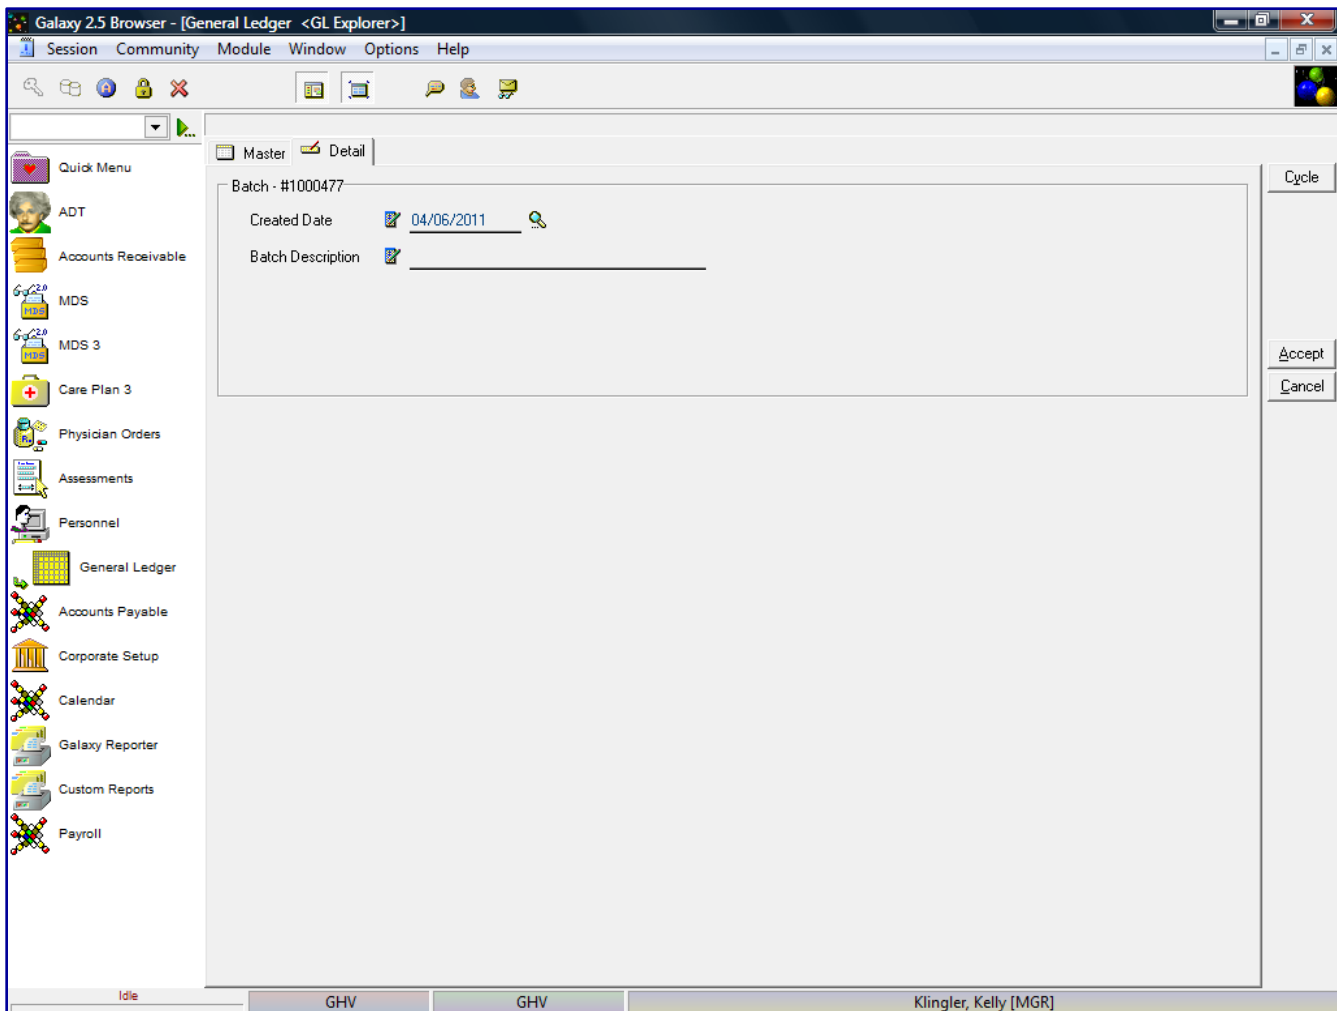 Galaxy 2.5 Browser - [General Ledger <GL Explorer>]
Session Community Module Window Options Help
Master Detail
Quick Menu
ADT
Accounts Receivable
MDS
MDS 3
Care Plan 3
Physician Orders
Assessments
Personnel
General Ledger
Accounts Payable
Corporate Setup
Calendar
Galaxy Reporter
Custom Reports
Payroll
Batch - #1000477
Created Date 04/06/2011
Batch Description
Cycle
Accept
Cancel
Idle GHV GHV Klingler, Kelly [MGR]